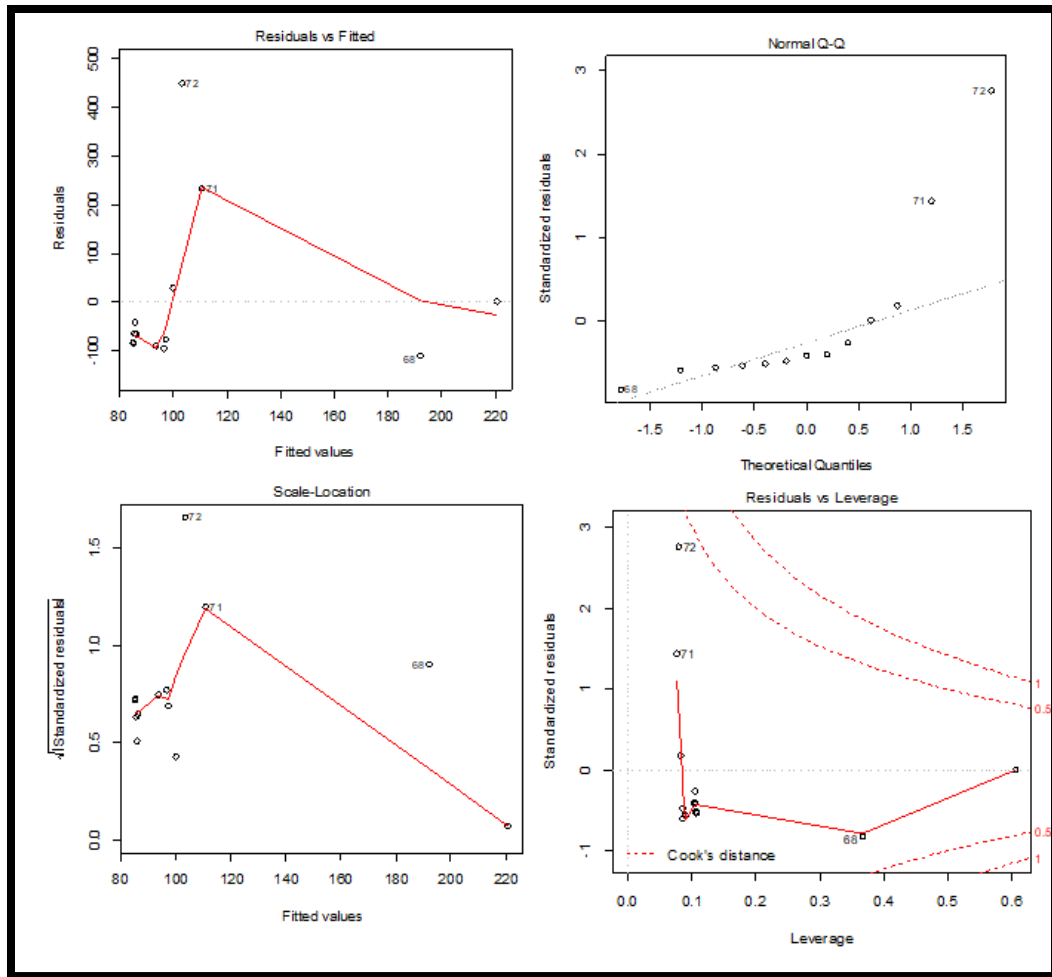 Residuals vs Fitted
Residuals
500
400
300
200
100
0
-100
72
71
68
80 100 120 140 160 180 200 220
Fitted values
Normal Q-Q
Standardized residuals
3
2
1
0
72
71
68
-1.5 -1.0 -0.5 0.0 0.5 1.0 1.5
Theoretical Quantiles
Scale-Location
√|Standardized residuals|
1.5
1.0
0.5
0.0
72
71
68
80 100 120 140 160 180 200 220
Fitted values
Residuals vs Leverage
Standardized residuals
3
2
1
0
-1
72
71
68
1
0.5
0.5
1
Cook's distance
0.0 0.1 0.2 0.3 0.4 0.5 0.6
Leverage